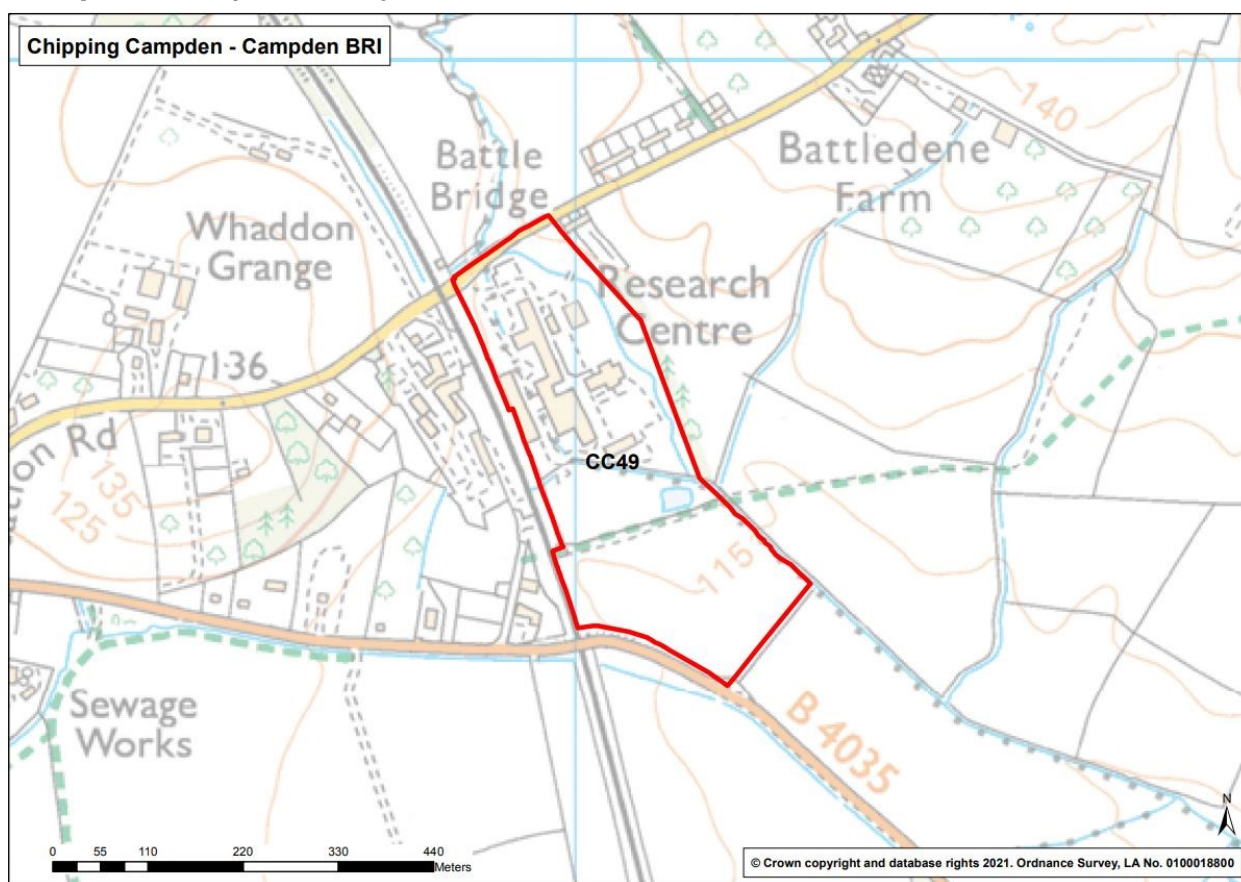 Chipping Campden - Campden BRI
140
Battle
Bridge
Battledene
Farm
Whaddon
Grange
Research
Centre
136
CC49
135
125
115
Sewage
Works
B 4035
N
0 55 110 220 330 440
Meters
© Crown copyright and database rights 2021. Ordnance Survey, LA No. 0100018800